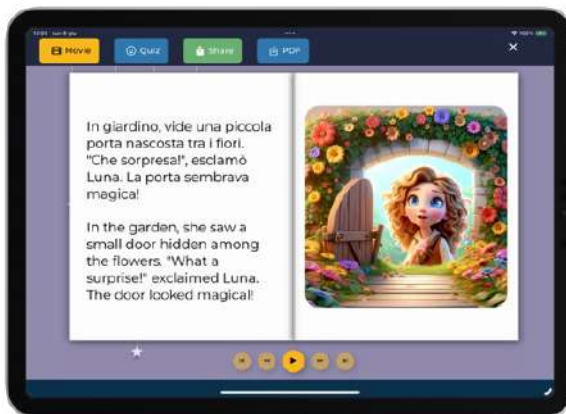 Movie
Quiz
Share
PDF
In giardino, vide una piccola
porta nascosta tra i fiori.
"Che sorpresa!", esclamò
Luna. La porta sembrava
magica!
In the garden, she saw a
small door hidden among
the flowers. "What a
surprise!" exclaimed Luna.
The door looked magical!